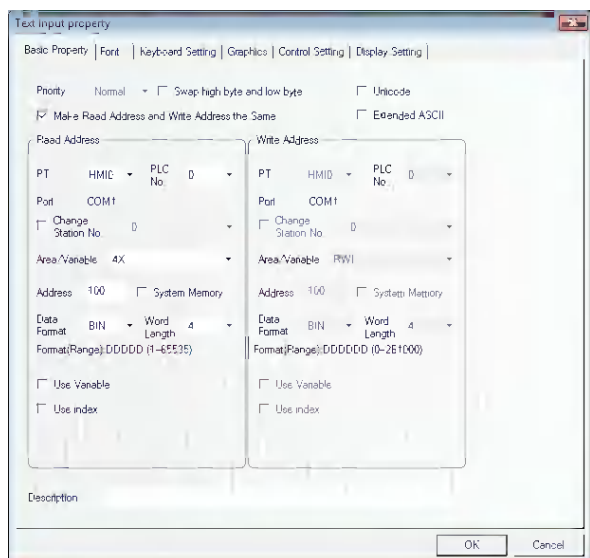 Text Input property
Basic Property | Font | Keyboard Setting | Graphics | Control Setting | Display Setting
Priority Normal Swap high byte and low byte Unicode
Make Read Address and Write Address the Same Extended ASCII
Read Address Write Address
PT HMI0 PLC No. 0 PT HMI0 PLC No. 0
Port COM1 Port COM1
Change Station No. 0 Change Station No. 0
Area/Variable 4X Area/Variable RWI
Address 100 System Memory Address 100 System Memory
Data Format BIN Word Length 4 Data Format BIN Word Length 4
Format(Range):DDDDD (1~65535) Format(Range):DDDDDD (0~261000)
Use Variable Use Variable
Use index Use index
Description
OK Cancel